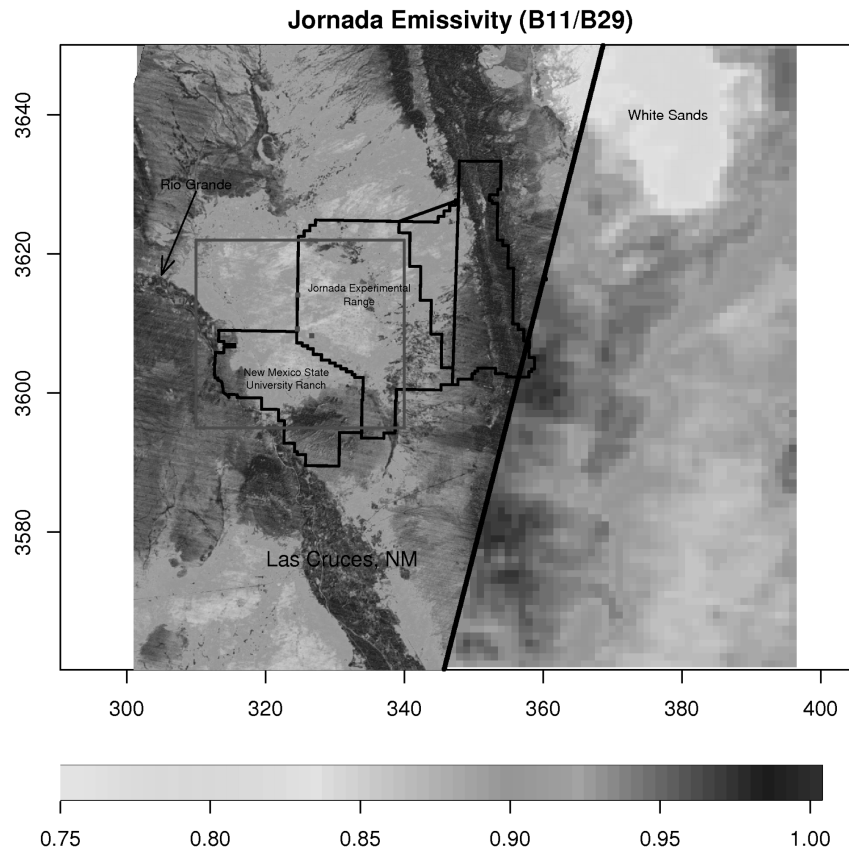 Jornada Emissivity (B11/B29)
3640
White Sands
Rio Grande
3620
Jornada Experimental
Range
New Mexico State
University Ranch
3600
3580
Las Cruces, NM
300 320 340 360 380 400
0.75 0.80 0.85 0.90 0.95 1.00